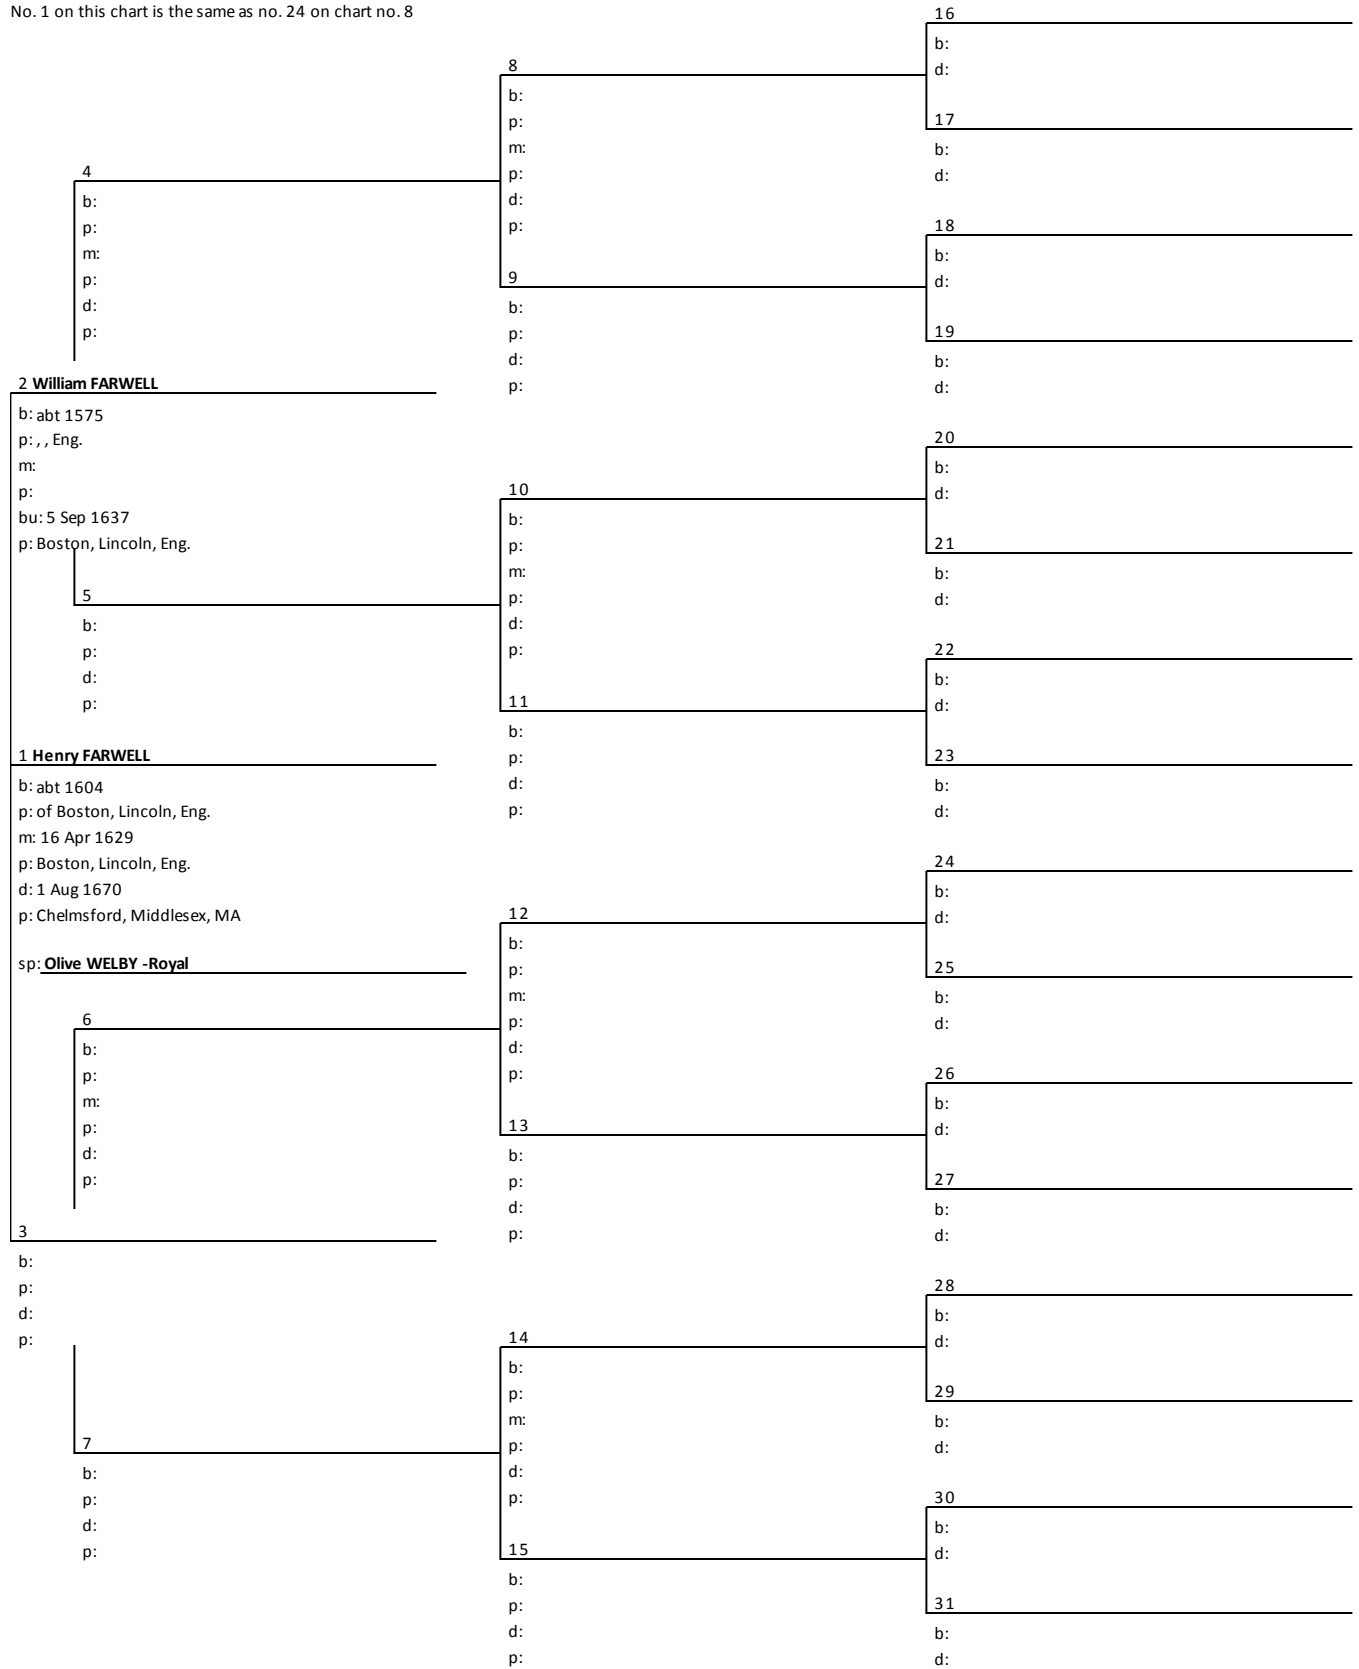 No. 1 on this chart is the same as no. 24 on chart no. 8
2 William FARWELL
b: abt 1575
p: , , Eng.
m:
p:
bu: 5 Sep 1637
p: Boston, Lincoln, Eng.
1 Henry FARWELL
b: abt 1604
p: of Boston, Lincoln, Eng.
m: 16 Apr 1629
p: Boston, Lincoln, Eng.
d: 1 Aug 1670
p: Chelmsford, Middlesex, MA
sp: Olive WELBY -Royal
3
b:
p:
d:
p:
4
b:
p:
m:
p:
d:
p:
5
b:
p:
d:
p:
6
b:
p:
m:
p:
d:
p:
7
b:
p:
d:
p:
8
b:
p:
m:
p:
d:
p:
9
b:
p:
d:
p:
10
b:
p:
m:
p:
d:
p:
11
b:
p:
d:
p:
12
b:
p:
m:
p:
d:
p:
13
b:
p:
d:
p:
14
b:
p:
m:
p:
d:
p:
15
b:
p:
d:
p:
16
b:
d:
17
b:
d:
18
b:
d:
19
b:
d:
20
b:
d:
21
b:
d:
22
b:
d:
23
b:
d:
24
b:
d:
25
b:
d:
26
b:
d:
27
b:
d:
28
b:
d:
29
b:
d:
30
b:
d:
31
b:
d: